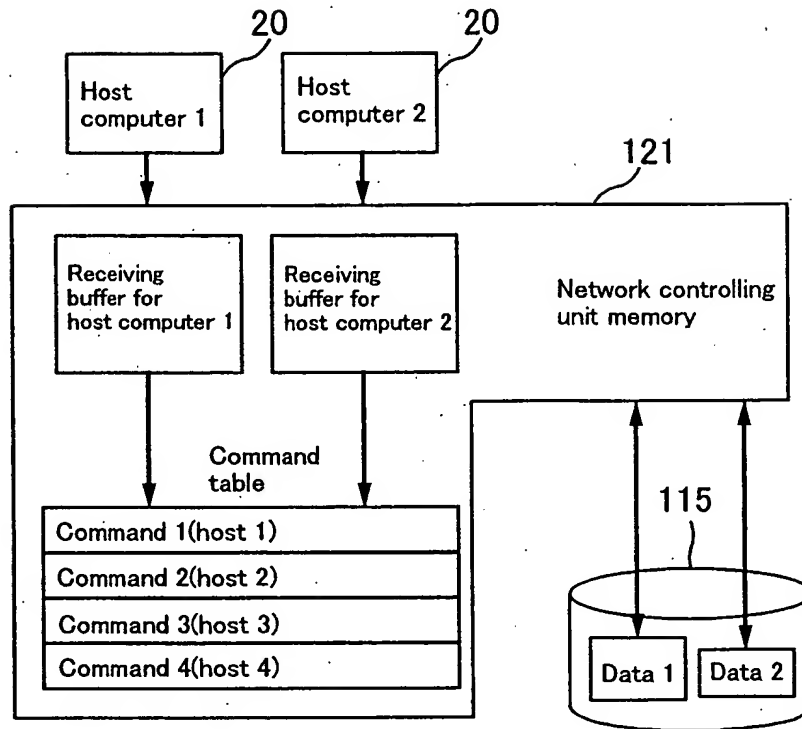 20
20
Host
computer 1
Host
computer 2
121
Receiving
buffer for
host computer 1
Receiving
buffer for
host computer 2
Network controlling
unit memory
Command
table
Command 1(host 1)
Command 2(host 2)
Command 3(host 3)
Command 4(host 4)
115
Data 1
Data 2